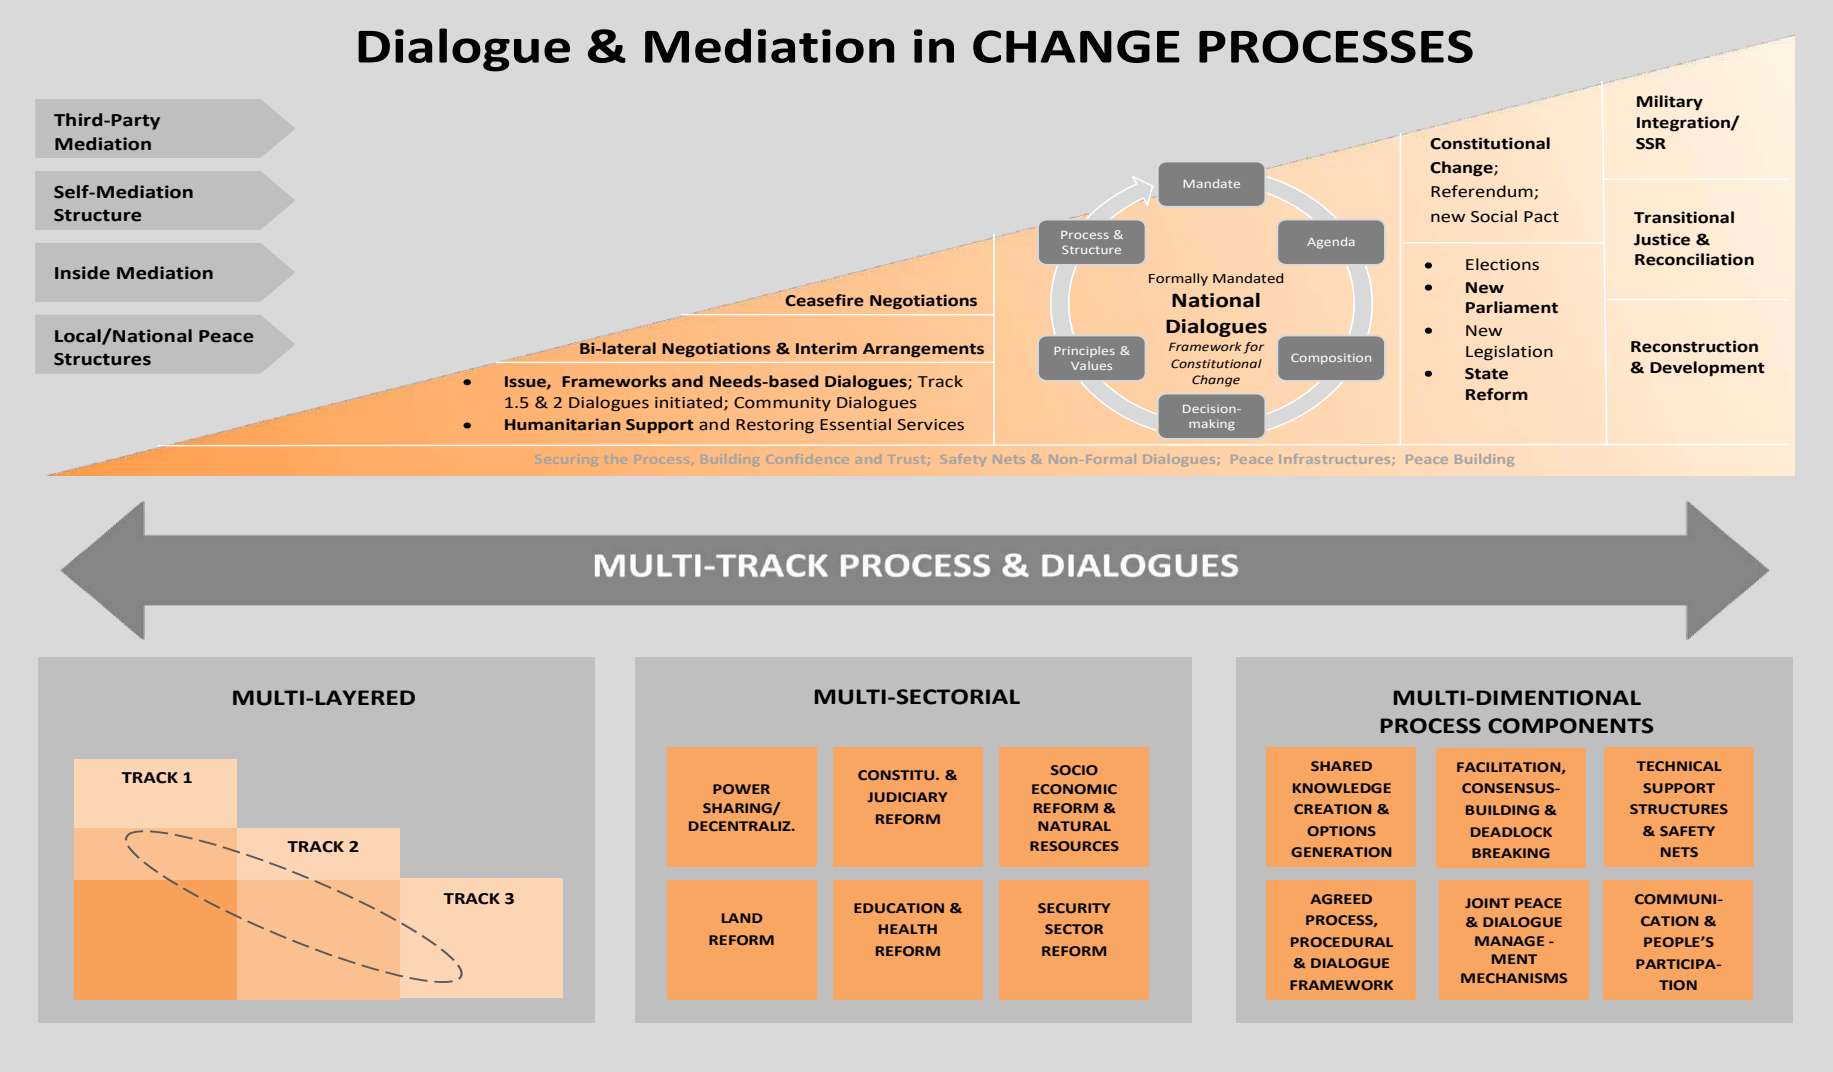 Dialogue & Mediation in CHANGE PROCESSES
Third-Party
Mediation
Self-Mediation
Structure
Inside Mediation
Local/National Peace
Structures
Ceasefire Negotiations
Bi-lateral Negotiations & Interim Arrangements
• Issue, Frameworks and Needs-based Dialogues; Track
1.5 & 2 Dialogues initiated; Community Dialogues
• Humanitarian Support and Restoring Essential Services
Mandate
Agenda
Composition
Decision-
making
Principles &
Values
Process &
Structure
Formally Mandated
National
Dialogues
Framework for
Constitutional
Change
Constitutional
Change;
Referendum;
new Social Pact
• Elections
• New
Parliament
• New
Legislation
• State
Reform
Military
Integration/
SSR
Transitional
Justice &
Reconciliation
Reconstruction
& Development
Securing the Process, Building Confidence and Trust; Safety Nets & Non-Formal Dialogues; Peace Infrastructures; Peace Building
MULTI-TRACK PROCESS & DIALOGUES
MULTI-LAYERED
TRACK 1
TRACK 2
TRACK 3
MULTI-SECTORIAL
POWER
SHARING/
DECENTRALIZ.
CONSTITU. &
JUDICIARY
REFORM
SOCIO
ECONOMIC
REFORM &
NATURAL
RESOURCES
LAND
REFORM
EDUCATION &
HEALTH
REFORM
SECURITY
SECTOR
REFORM
MULTI-DIMENTIONAL
PROCESS COMPONENTS
SHARED
KNOWLEDGE
CREATION &
OPTIONS
GENERATION
FACILITATION,
CONSENSUS-
BUILDING &
DEADLOCK
BREAKING
TECHNICAL
SUPPORT
STRUCTURES
& SAFETY
NETS
AGREED
PROCESS,
PROCEDURAL
& DIALOGUE
FRAMEWORK
JOINT PEACE
& DIALOGUE
MANAGE -
MENT
MECHANISMS
COMMUNI-
CATION &
PEOPLE'S
PARTICIPA-
TION